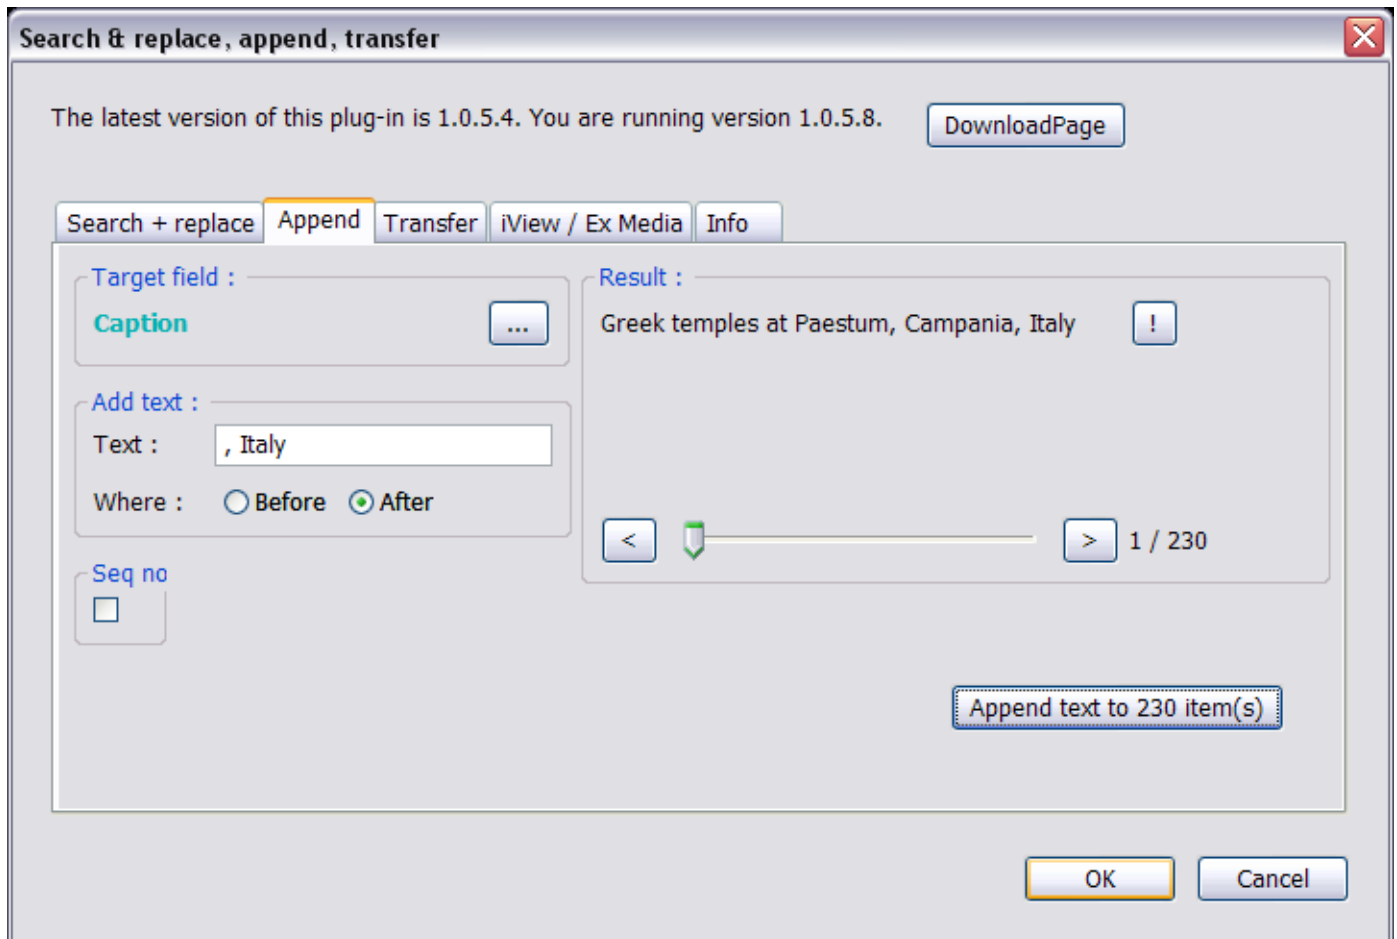 Search & replace, append, transfer
The latest version of this plug-in is 1.0.5.4. You are running version 1.0.5.8.
DownloadPage
Search + replace
Append
Transfer
iView / Ex Media
Info
Target field :
Caption
...
Add text :
Text :
, Italy
Where :
Before
After
Seq no
Result :
Greek temples at Paestum, Campania, Italy
!
<
>
1 / 230
Append text to 230 item(s)
OK
Cancel